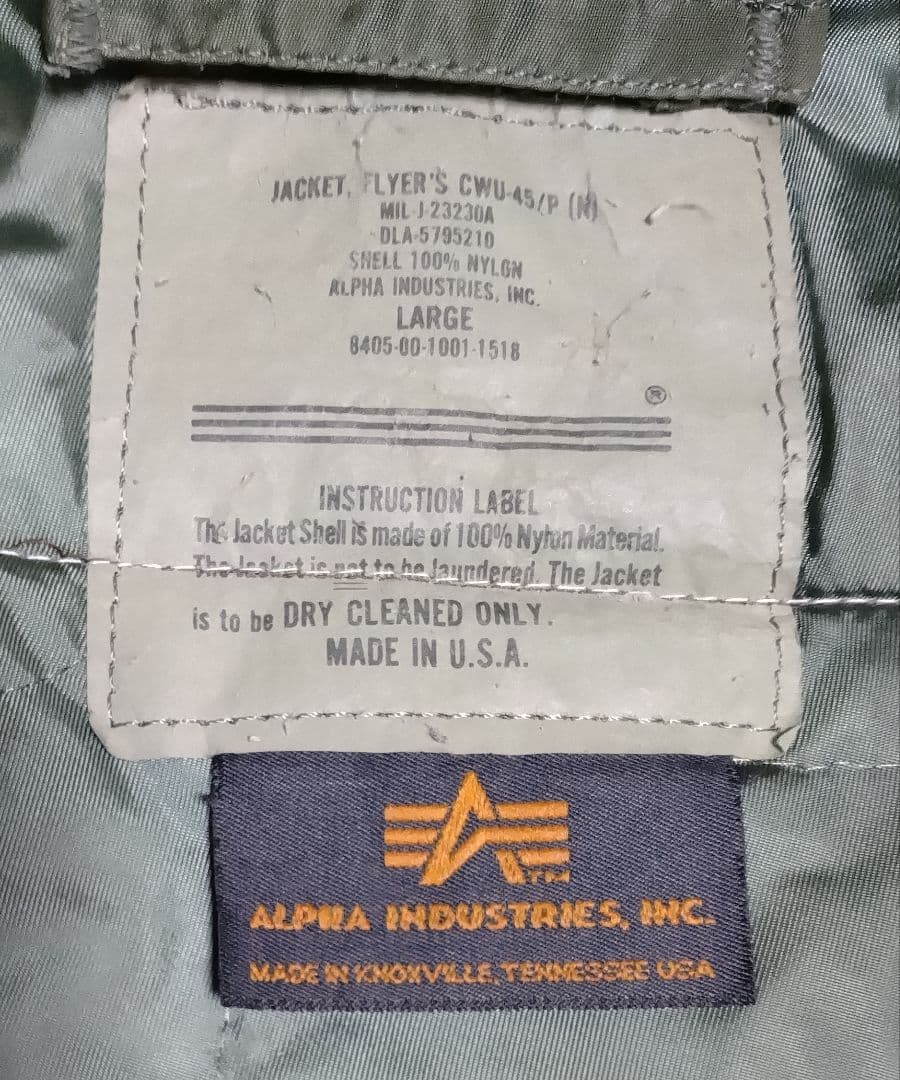 JACKET, FLYER'S CWU-45/P (N)
MIL-J-23230A
DLA-5795210
SHELL 100% NYLON
ALPHA INDUSTRIES, INC.
LARGE
8405-00-1001-1518
®
INSTRUCTION LABEL
The Jacket Shell is made of 100% Nylon Material.
The Jacket is not to be laundered. The Jacket
is to be DRY CLEANED ONLY.
MADE IN U.S.A.
TM
ALPHA INDUSTRIES, INC.
MADE IN KNOXVILLE, TENNESSEE USA